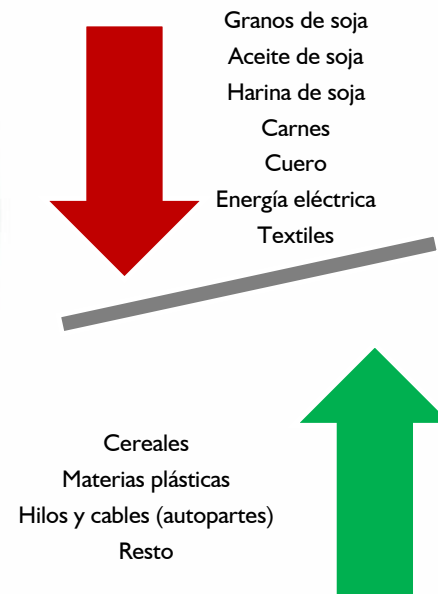 Granos de soja
Aceite de soja
Harina de soja
Carnes
Cuero
Energía eléctrica
Textiles
Cereales
Materias plásticas
Hilos y cables (autopartes)
Resto